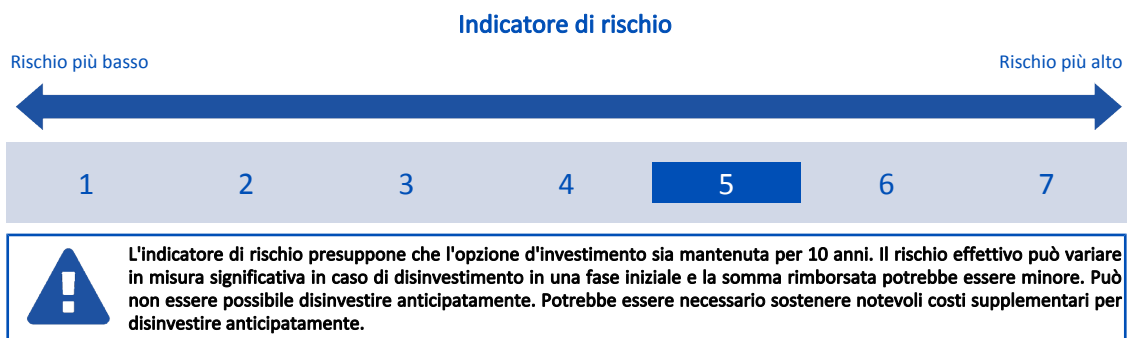 Indicatore di rischio
Rischio più basso Rischio più alto
1 2 3 4 5 6 7
L'indicatore di rischio presuppone che l'opzione d'investimento sia mantenuta per 10 anni. Il rischio effettivo può variare
in misura significativa in caso di disinvestimento in una fase iniziale e la somma rimborsata potrebbe essere minore. Può
non essere possibile disinvestire anticipatamente. Potrebbe essere necessario sostenere notevoli costi supplementari per
disinvestire anticipatamente.